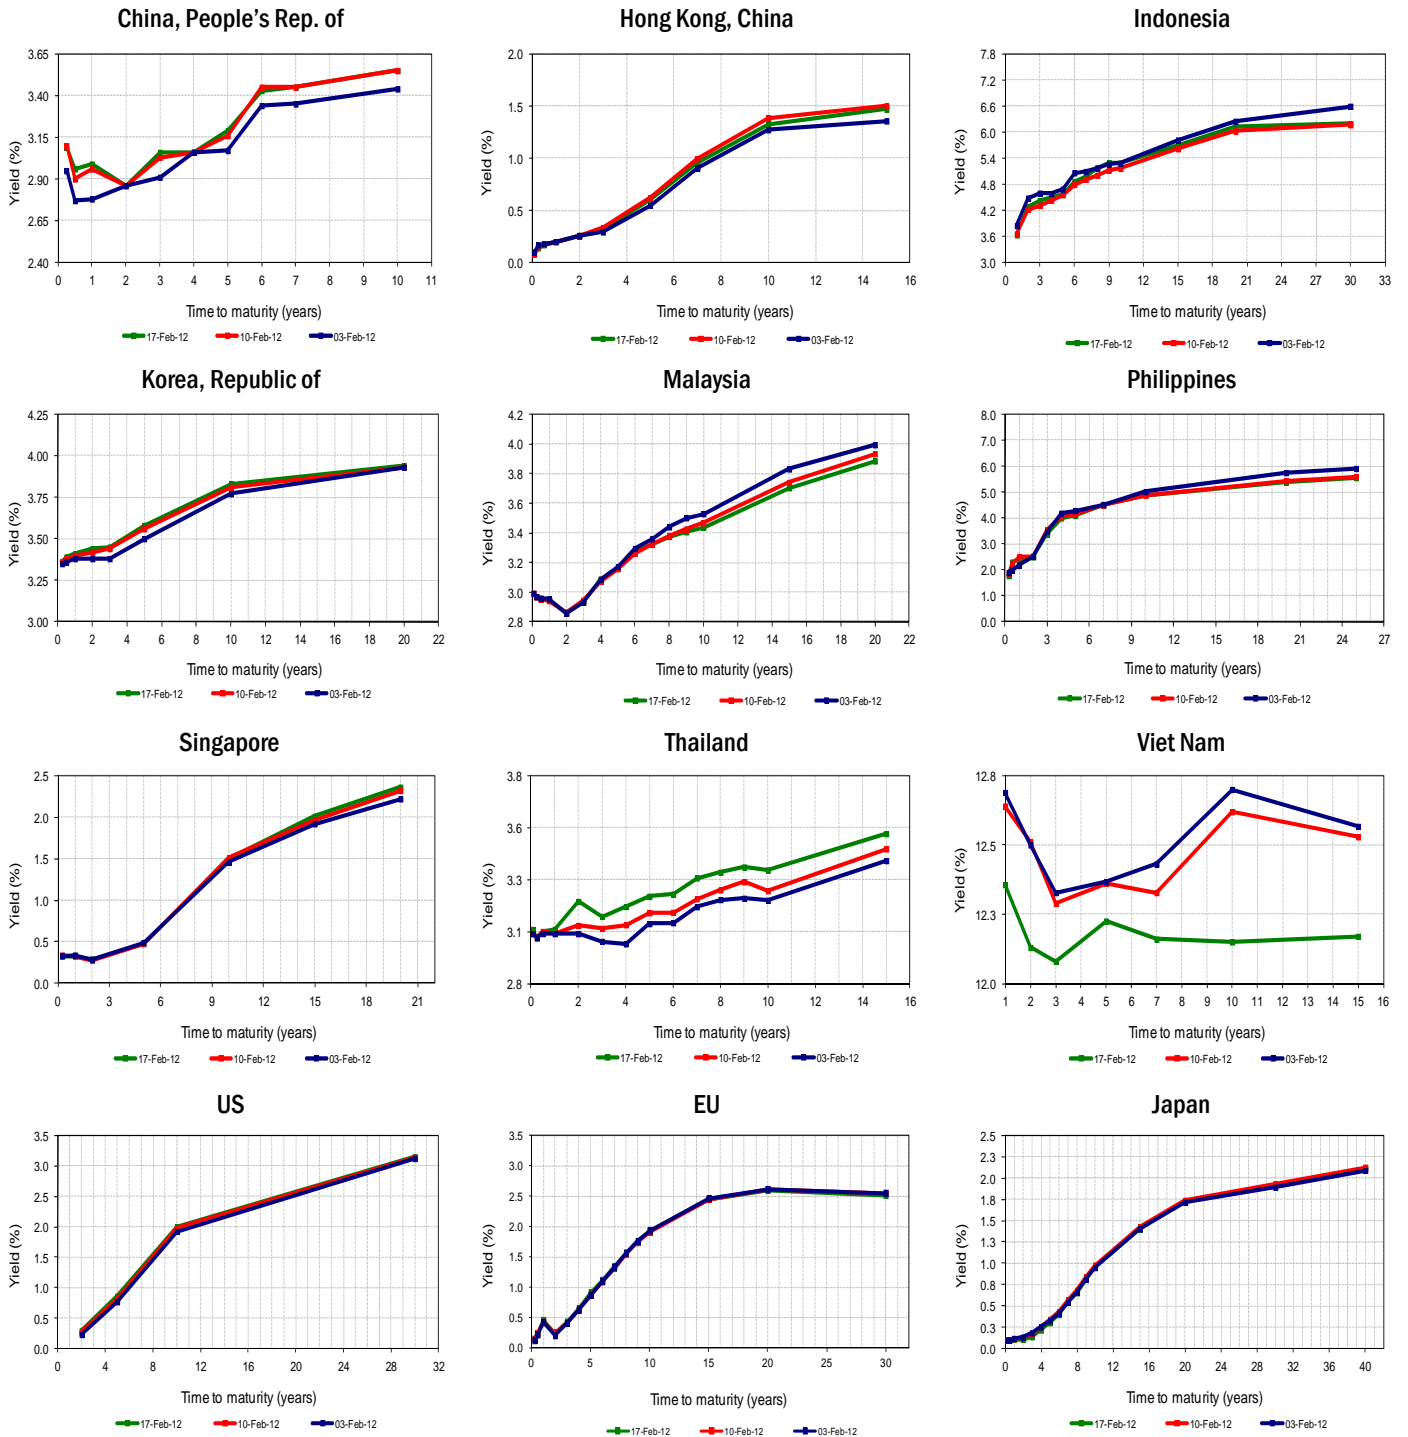 China, People’s Rep. of
Yield (%)
3.65
3.40
3.15
2.90
2.65
2.40
0 1 2 3 4 5 6 7 8 9 10 11
Time to maturity (years)
17-Feb-12 10-Feb-12 03-Feb-12
Hong Kong, China
Yield (%)
2.0
1.5
1.0
0.5
0.0
0 2 4 6 8 10 12 14 16
Time to maturity (years)
17-Feb-12 10-Feb-12 03-Feb-12
Indonesia
Yield (%)
7.8
7.2
6.6
6.0
5.4
4.8
4.2
3.6
3.0
0 3 6 9 12 15 18 21 24 27 30 33
Time to maturity (years)
17-Feb-12 10-Feb-12 03-Feb-12
Korea, Republic of
Yield (%)
4.25
4.00
3.75
3.50
3.25
3.00
0 2 4 6 8 10 12 14 16 18 20 22
Time to maturity (years)
17-Feb-12 10-Feb-12 03-Feb-12
Malaysia
Yield (%)
4.2
4.0
3.8
3.6
3.4
3.2
3.0
2.8
0 2 4 6 8 10 12 14 16 18 20 22
Time to maturity (years)
17-Feb-12 10-Feb-12 03-Feb-12
Philippines
Yield (%)
8.0
7.0
6.0
5.0
4.0
3.0
2.0
1.0
0.0
0 3 6 9 12 15 18 21 24 27
Time to maturity (years)
17-Feb-12 10-Feb-12 03-Feb-12
Singapore
Yield (%)
2.5
2.0
1.5
1.0
0.5
0.0
0 3 6 9 12 15 18 21
Time to maturity (years)
17-Feb-12 10-Feb-12 03-Feb-12
Thailand
Yield (%)
3.8
3.6
3.3
3.1
2.8
0 2 4 6 8 10 12 14 16
Time to maturity (years)
17-Feb-12 10-Feb-12 03-Feb-12
Viet Nam
Yield (%)
12.8
12.5
12.3
12.0
1 2 3 4 5 6 7 8 9 10 11 12 13 14 15 16
Time to maturity (years)
17-Feb-12 10-Feb-12 03-Feb-12
US
Yield (%)
3.5
3.0
2.5
2.0
1.5
1.0
0.5
0.0
0 4 8 12 16 20 24 28 32
Time to maturity (years)
17-Feb-12 10-Feb-12 03-Feb-12
EU
Yield (%)
3.5
3.0
2.5
2.0
1.5
1.0
0.5
0.0
0 5 10 15 20 25 30
Time to maturity (years)
17-Feb-12 10-Feb-12 03-Feb-12
Japan
Yield (%)
2.5
2.3
2.0
1.8
1.5
1.3
1.0
0.8
0.5
0.3
0.0
0 4 8 12 16 20 24 28 32 36 40
Time to maturity (years)
17-Feb-12 10-Feb-12 03-Feb-12